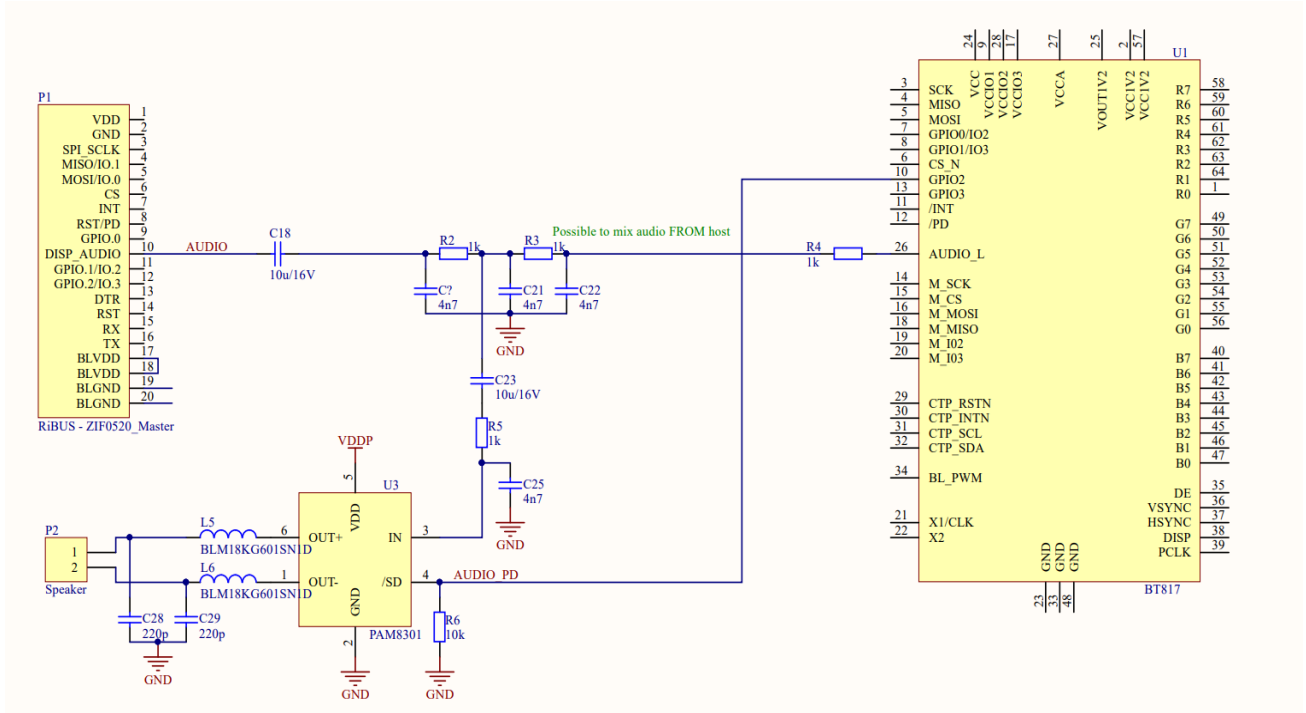 P1
VDD 1
GND 2
SPI_SCLK 3
MISO/IO.1 4
MOSI/IO.0 5
CS 6
INT 7
RST/PD 8
GPIO.0 9
DISP_AUDIO 10
GPIO.1/IO.2 11
GPIO.2/IO.3 12
DTR 13
RST 14
RX 15
TX 16
BLVDD 17
BLVDD 18
BLGND 19
BLGND 20
RiBUS - ZIF0520_Master
AUDIO
C18
10u/16V
R2 1k
R3 1k
Possible to mix audio FROM host
R4
1k
C?
4n7
C21
4n7
C22
4n7
GND
C23
10u/16V
R5
1k
C25
4n7
GND
VDDP
U3
5
VDD
6 OUT+
IN 3
1 OUT-
/SD 4
GND
2
PAM8301
GND
AUDIO_PD
R6
10k
GND
P2
1
2
Speaker
L5
BLM18KG601SN1D
L6
BLM18KG601SN1D
C28
220p
C29
220p
GND
U1
24 VCC
9 VCCIO1
28 VCCIO2
17 VCCIO3
27 VCCA
25 VOUT1V2
2 VCC1V2
57 VCC1V2
3 SCK
4 MISO
5 MOSI
7 GPIO0/IO2
8 GPIO1/IO3
6 CS_N
10 GPIO2
13 GPIO3
11 /INT
12 /PD
26 AUDIO_L
14 M_SCK
15 M_CS
16 M_MOSI
18 M_MISO
19 M_I02
20 M_I03
29 CTP_RSTN
30 CTP_INTN
31 CTP_SCL
32 CTP_SDA
34 BL_PWM
21 X1/CLK
22 X2
R7 58
R6 59
R5 60
R4 61
R3 62
R2 63
R1 64
R0 1
G7 49
G6 50
G5 51
G4 52
G3 53
G2 54
G1 55
G0 56
B7 40
B6 41
B5 42
B4 43
B3 44
B2 45
B1 46
B0 47
DE 35
VSYNC 36
HSYNC 37
DISP 38
PCLK 39
GND 23
GND 33
GND 48
BT817